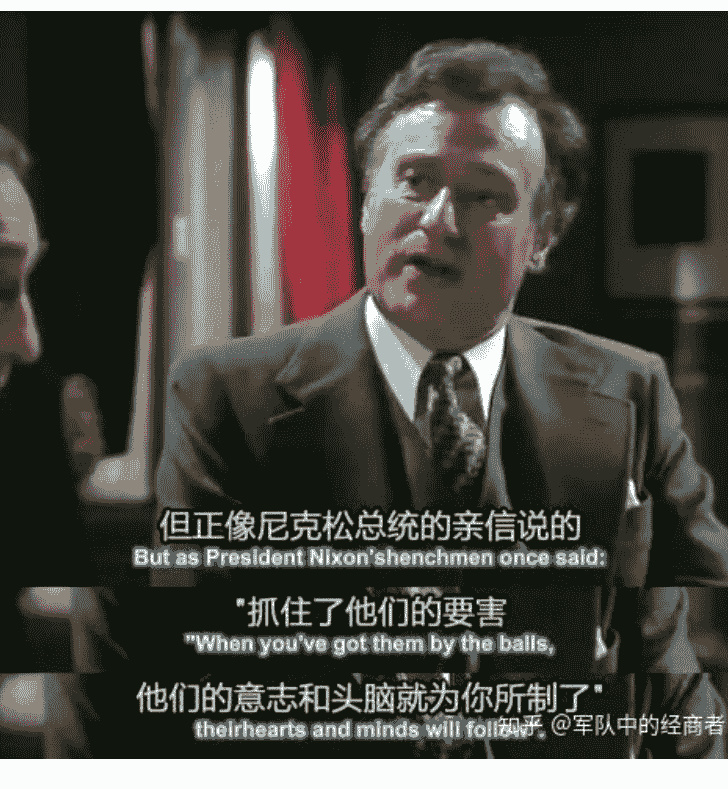 但正像尼克松总统的亲信说的
But as President Nixon'shenchmen once said:
"抓住了他们的要害
"When you've got them by the balls,
他们的意志和头脑就为你所制了"
theirhearts and minds will follow".
知乎 @军队中的经商者